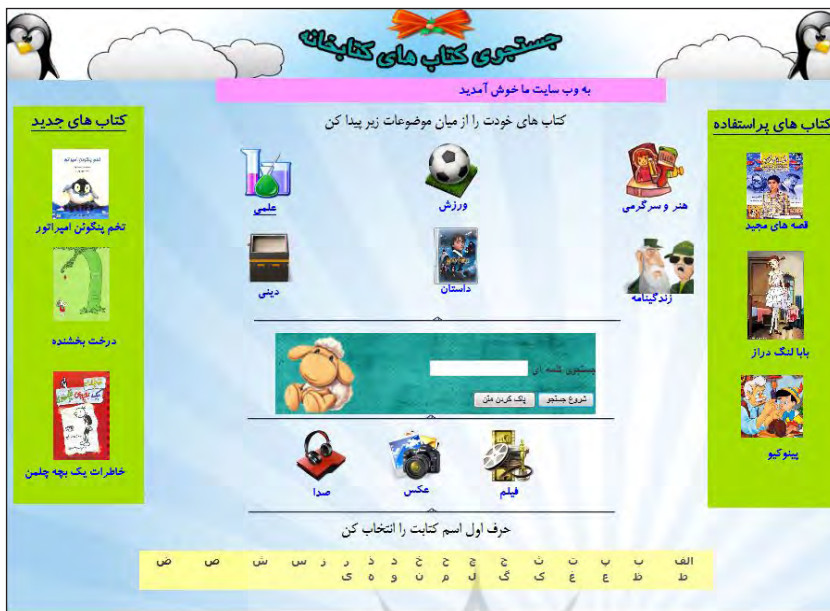 جستجوی کتاب های کتابخانه
به وب سایت ما خوش آمدید
کتاب های پراستفاده
قصه های مجید
بابا لنگ دراز
پینوکیو
کتاب های خودت را از میان موضوعات زیر پیدا کن
هنر و سرگرمی
ورزش
علمی
زندگینامه
داستان
دینی
جستجوی کلمه ای
شروع جستجو
پاک کردن متن
فیلم
عکس
صدا
حرف اول اسم کتابت را انتخاب کن
الف ب پ ت ث ج چ ح خ د ذ ر ز س ش ص ض
ط ظ ع غ ک گ ل م ن و ه ی
کتاب های جدید
تخم پنگوئن امپراتور
درخت بخشنده
خاطرات یک بچه چلمن